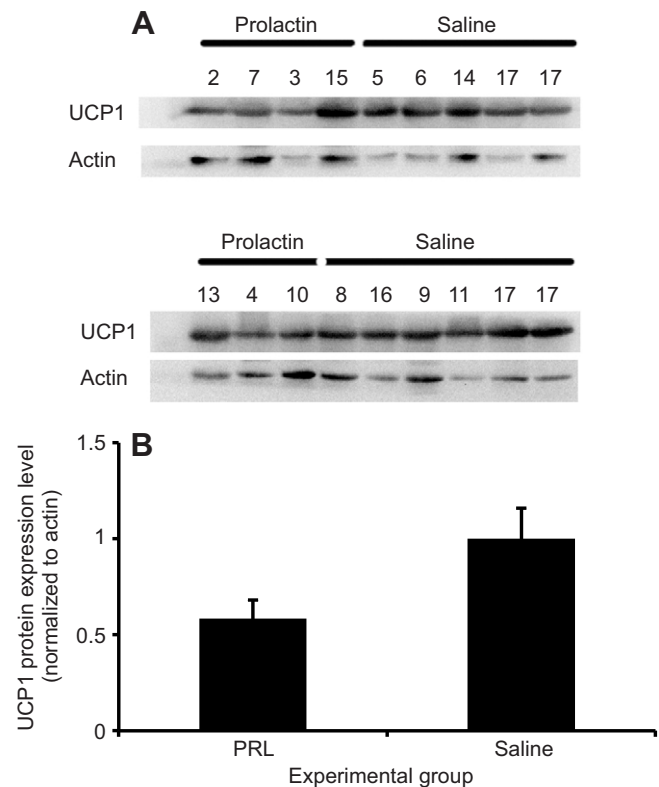 A
Prolactin Saline
2 7 3 15 5 6 14 17 17
UCP1
Actin
Prolactin Saline
13 4 10 8 16 9 11 17 17
UCP1
Actin
B
UCP1 protein expression level
(normalized to actin)
1.5
1
0.5
0
PRL Saline
Experimental group